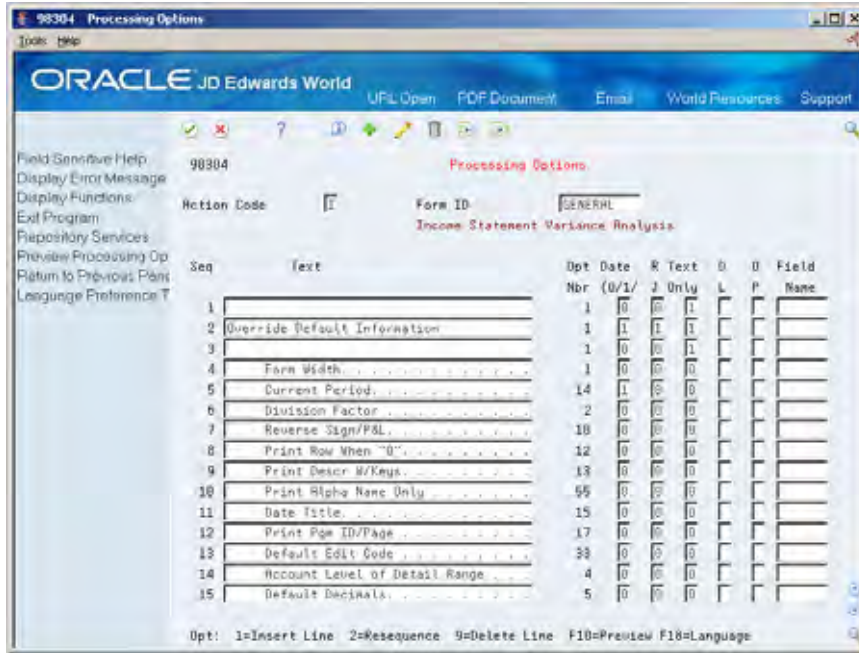 98304 Processing Options
Tools Help
ORACLE JD Edwards World
URL Open PDF Document Email World Resources Support
Field Sensitive Help
Display Error Message
Display Functions
Exit Program
Repository Services
Preview Processing Op
Return to Previous Pane
Language Preference T
98304 Processing Options
Action Code I Form ID GENERAL
Income Statement Variance Analysis
Seq Text Opt Date R Text D O Field
Nbr (0/1/ J Only L P Name
1 1 0 0 1
2 Override Default Information 1 1 1 1
3 1 0 0 1
4 Form Width. . . . . . . . . . . 1 0 0 0
5 Current Period. . . . . . . . . 14 1 0 0
6 Division Factor . . . . . . . . 2 0 0 0
7 Reverse Sign/P&L. . . . . . . . 18 0 0 0
8 Print Row When "0". . . . . . . 12 0 0 0
9 Print Descr W/Keys. . . . . . . 13 0 0 0
10 Print Alpha Name Only . . . . . 55 0 0 0
11 Date Title. . . . . . . . . . . 15 0 0 0
12 Print Pgm ID/Page . . . . . . . 17 0 0 0
13 Default Edit Code . . . . . . . 33 0 0 0
14 Account Level of Detail Range . . . 4 0 0 0
15 Default Decimals. . . . . . . . 5 0 0 0
Opt: 1=Insert Line 2=Resequence 9=Delete Line F10=Preview F18=Language